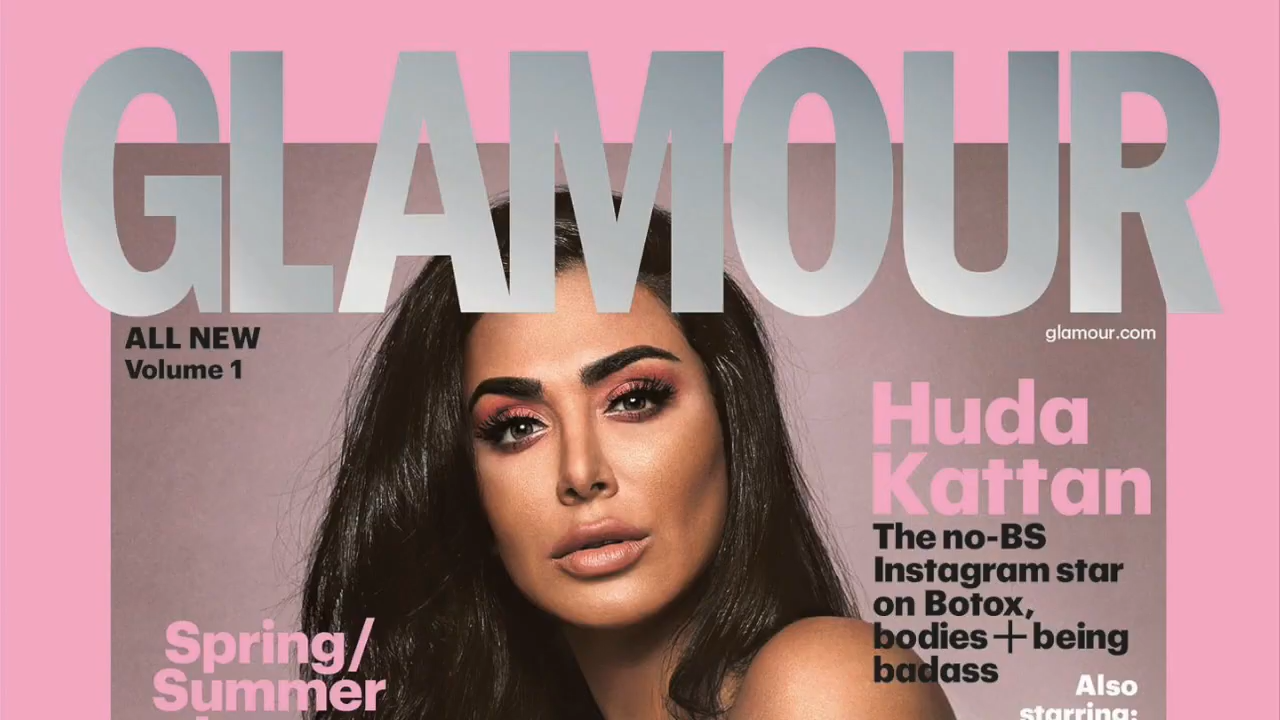 GLAMOUR
ALL NEW
Volume 1
glamour.com
Huda
Kattan
The no-BS
Instagram star
on Botox,
bodies + being
badass
Spring/
Summer
Also
starring: